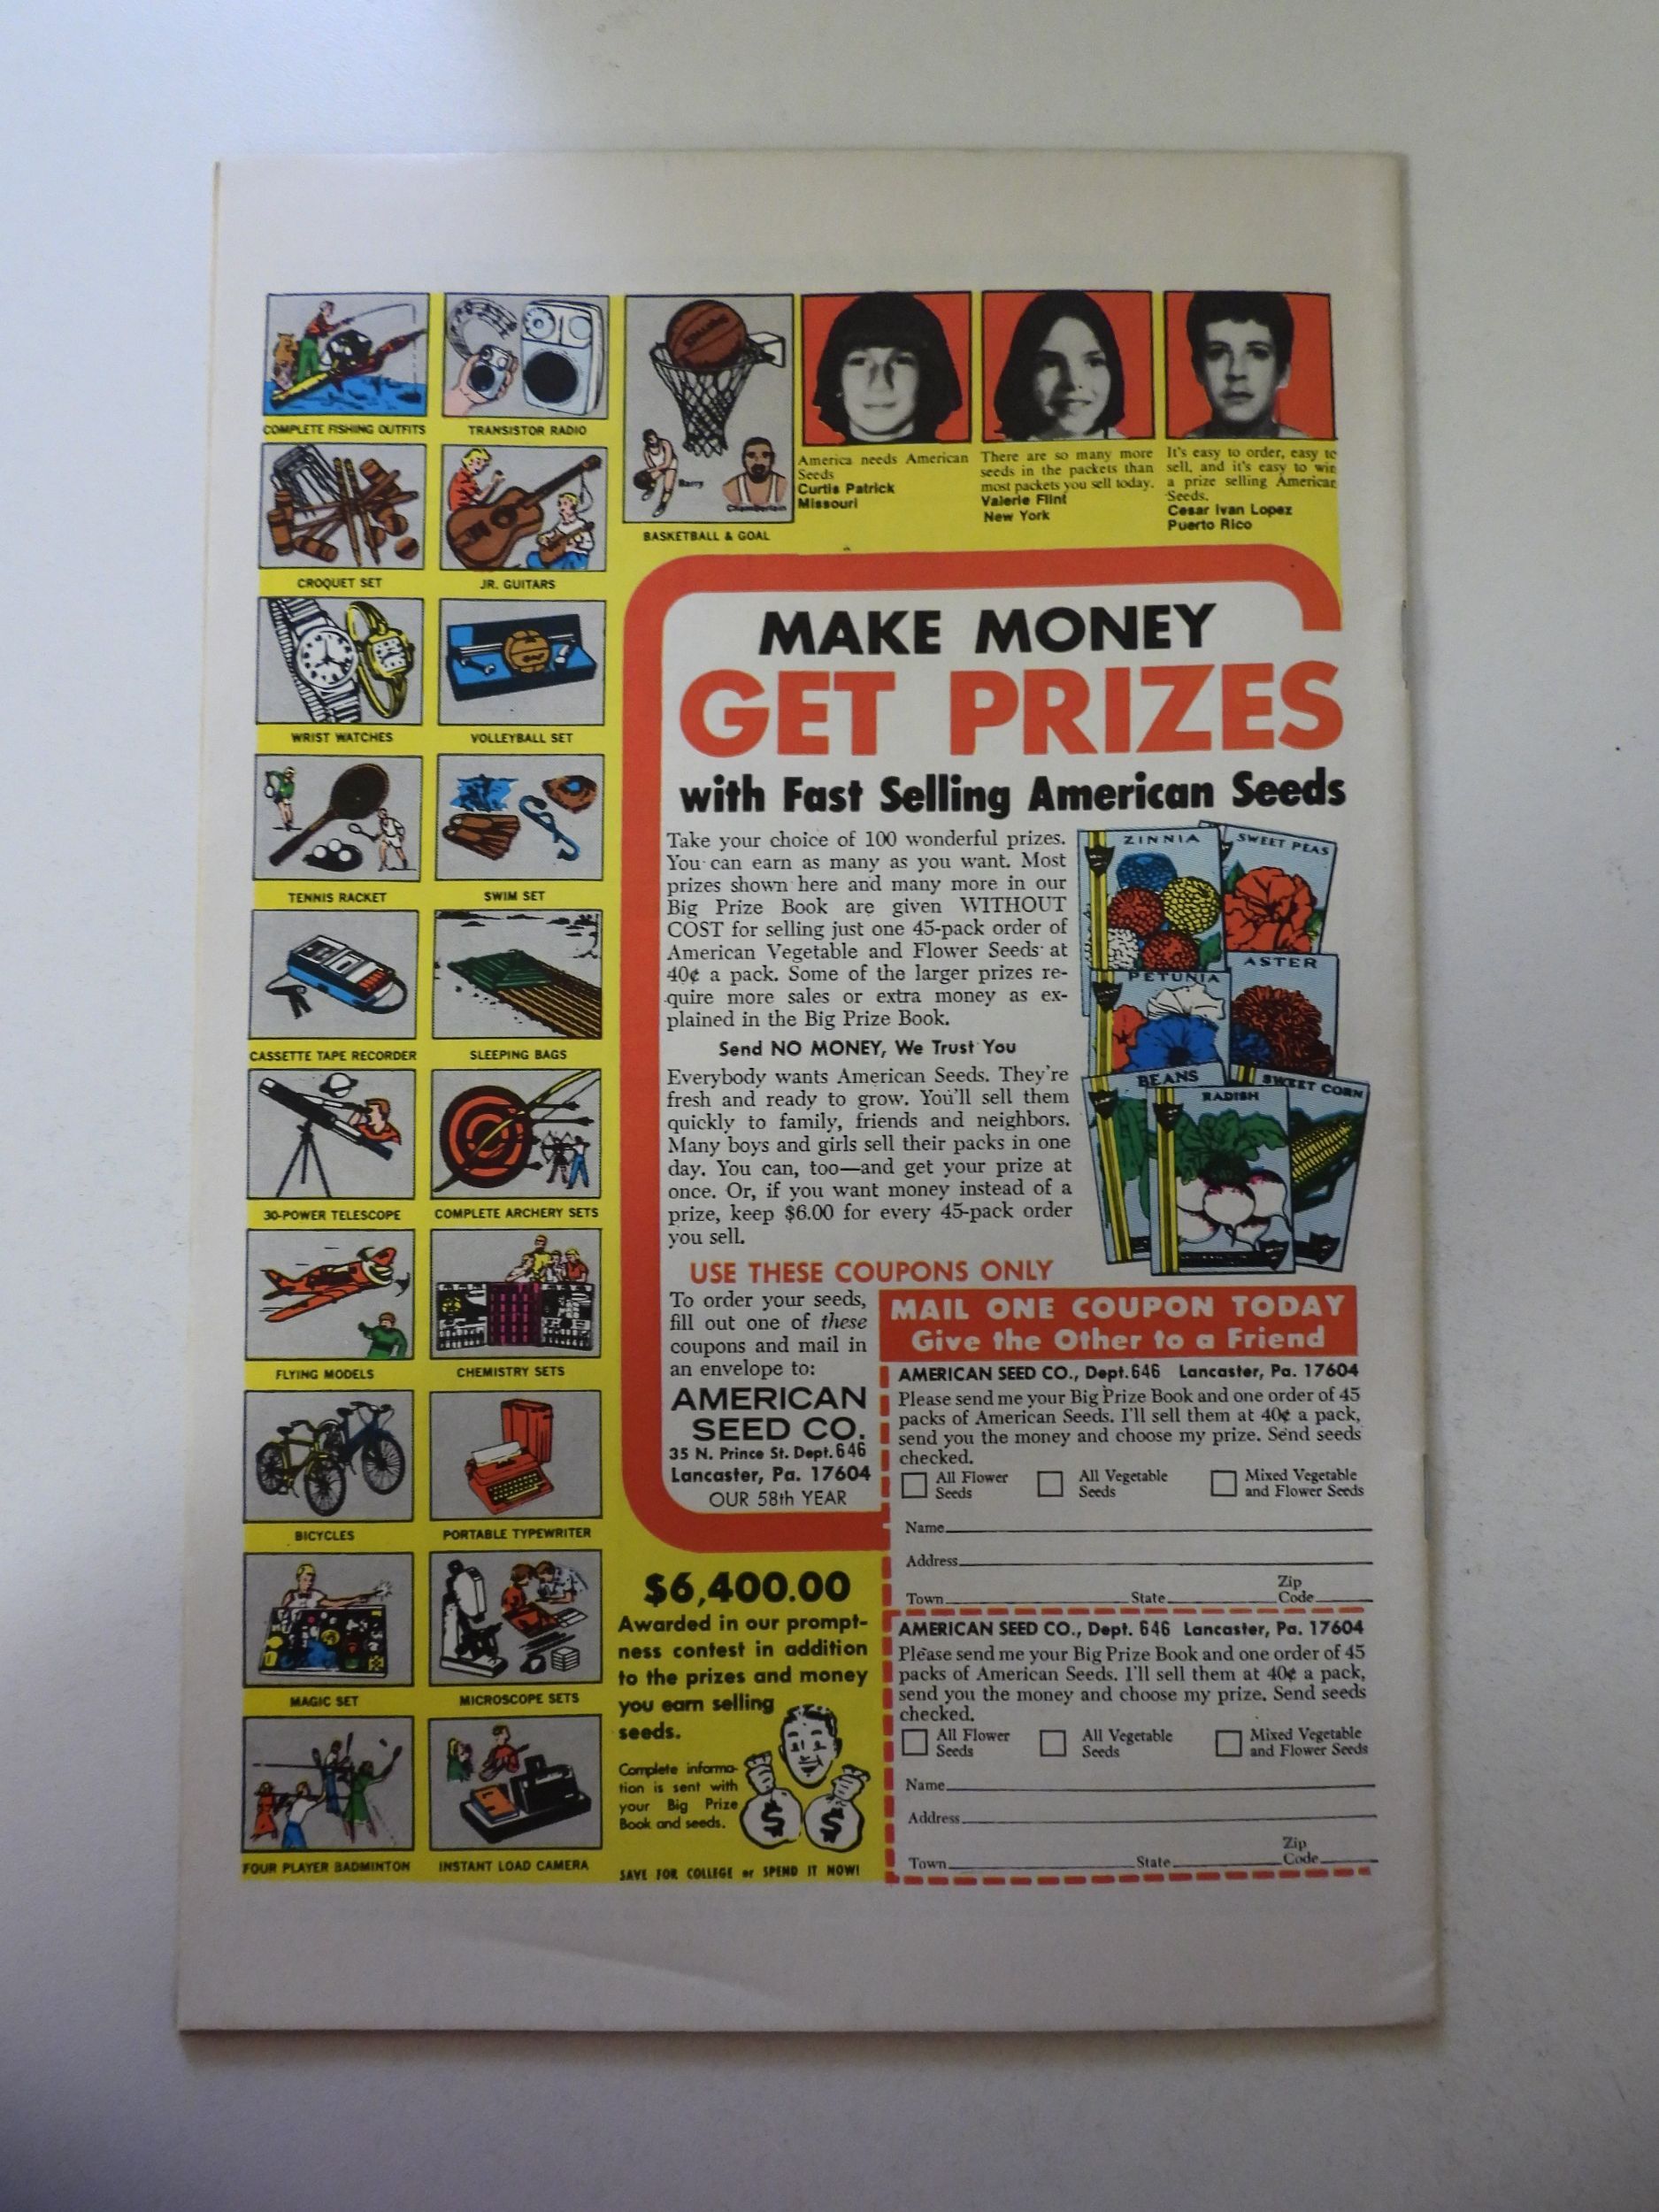 COMPLETE FISHING OUTFITS
TRANSISTOR RADIO
CROQUET SET
JR. GUITARS
WRIST WATCHES
VOLLEYBALL SET
TENNIS RACKET
SWIM SET
CASSETTE TAPE RECORDER
SLEEPING BAGS
30-POWER TELESCOPE
COMPLETE ARCHERY SETS
FLYING MODELS
CHEMISTRY SETS
BICYCLES
PORTABLE TYPEWRITER
MAGIC SET
MICROSCOPE SETS
FOUR PLAYER BADMINTON
INSTANT LOAD CAMERA
SPALDING
Barry
Chamberlain
BASKETBALL & GOAL
America needs American
Seeds
Curtis Patrick
Missouri
There are so many more
seeds in the packets than
most packets you sell today.
Valerie Flint
New York
It's easy to order, easy to
sell, and it's easy to win
a prize selling American
Seeds.
Cesar Ivan Lopez
Puerto Rico
MAKE MONEY
GET PRIZES
with Fast Selling American Seeds
Take your choice of 100 wonderful prizes.
You can earn as many as you want. Most
prizes shown here and many more in our
Big Prize Book are given WITHOUT
COST for selling just one 45-pack order of
American Vegetable and Flower Seeds at
40¢ a pack. Some of the larger prizes re-
quire more sales or extra money as ex-
plained in the Big Prize Book.
Send NO MONEY, We Trust You
Everybody wants American Seeds. They're
fresh and ready to grow. You'll sell them
quickly to family, friends and neighbors.
Many boys and girls sell their packs in one
day. You can, too—and get your prize at
once. Or, if you want money instead of a
prize, keep $6.00 for every 45-pack order
you sell.
ZINNIA
SWEET PEAS
PETUNIA
ASTER
BEANS
RADISH
SWEET CORN
USE THESE COUPONS ONLY
To order your seeds,
fill out one of these
coupons and mail in
an envelope to:
AMERICAN
SEED CO.
35 N. Prince St. Dept. 646
Lancaster, Pa. 17604
OUR 58th YEAR
MAIL ONE COUPON TODAY
Give the Other to a Friend
AMERICAN SEED CO., Dept. 646 Lancaster, Pa. 17604
Please send me your Big Prize Book and one order of 45
packs of American Seeds. I'll sell them at 40¢ a pack,
send you the money and choose my prize. Send seeds
checked.
All Flower Seeds
All Vegetable Seeds
Mixed Vegetable and Flower Seeds
Name
Address
Town State Zip Code
AMERICAN SEED CO., Dept. 646 Lancaster, Pa. 17604
Please send me your Big Prize Book and one order of 45
packs of American Seeds. I'll sell them at 40¢ a pack,
send you the money and choose my prize. Send seeds
checked.
All Flower Seeds
All Vegetable Seeds
Mixed Vegetable and Flower Seeds
Name
Address
Town State Zip Code
$6,400.00
Awarded in our prompt-
ness contest in addition
to the prizes and money
you earn selling
seeds.
Complete informa-
tion is sent with
your Big Prize
Book and seeds.
$ $
SAVE FOR COLLEGE or SPEND IT NOW!